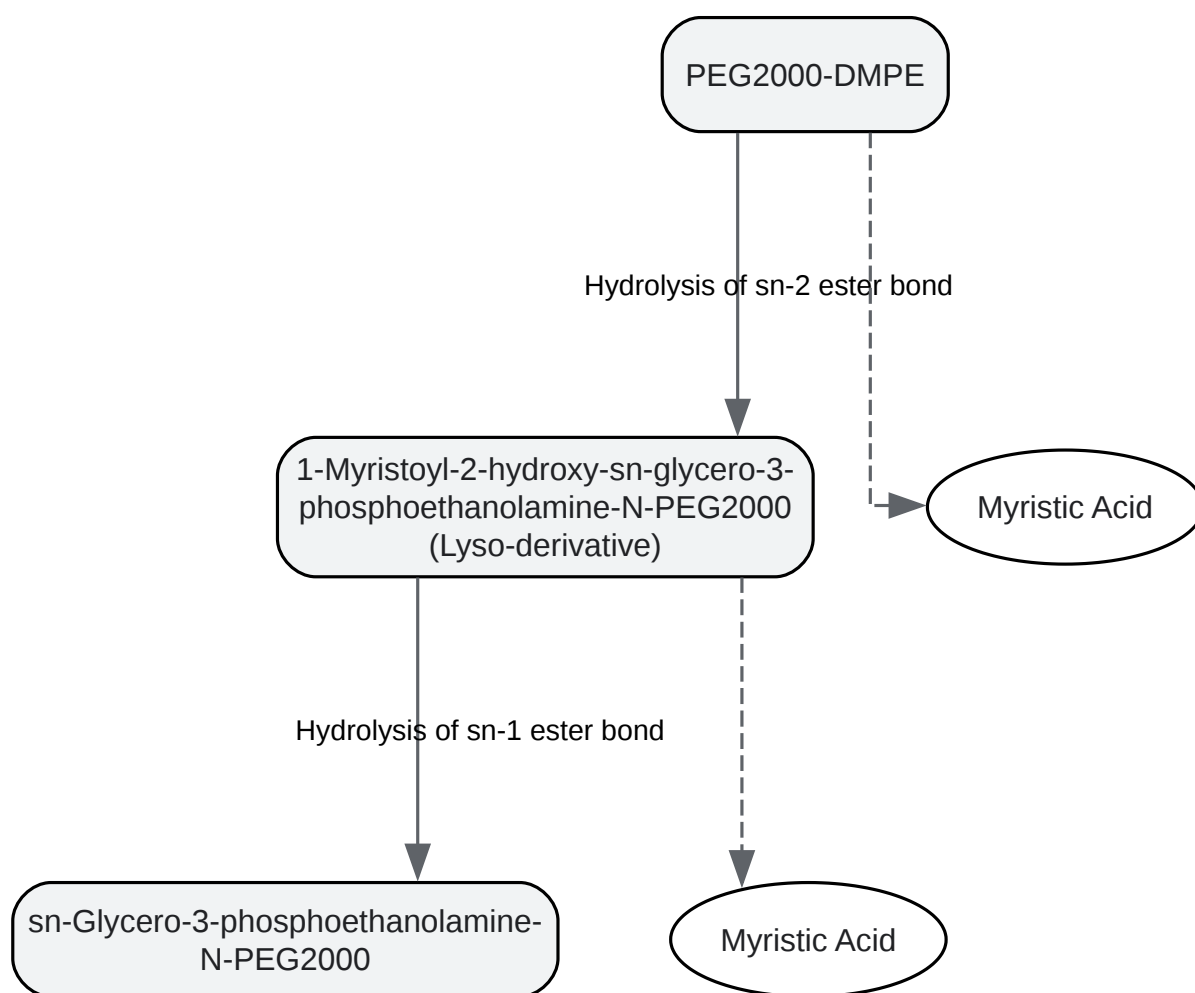 PEG2000-DMPE
Hydrolysis of sn-2 ester bond
1-Myristoyl-2-hydroxy-sn-glycero-3-
phosphoethanolamine-N-PEG2000
(Lyso-derivative)
Myristic Acid
Hydrolysis of sn-1 ester bond
sn-Glycero-3-phosphoethanolamine-
N-PEG2000
Myristic Acid